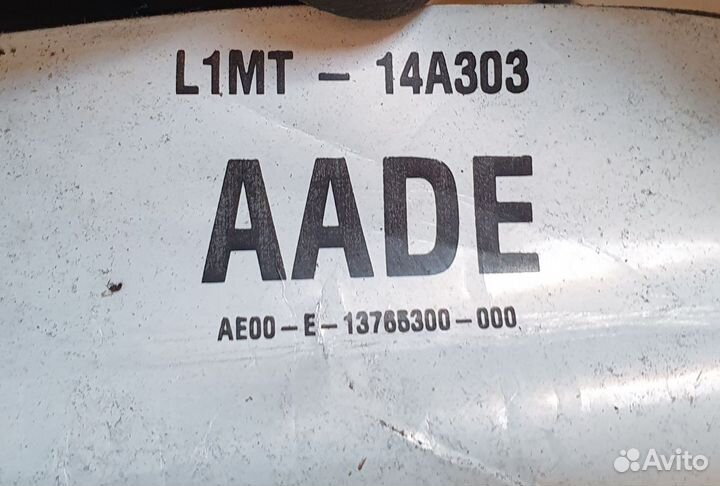 L1MT - 14A303
AADE
AE00-E-13765300-000
Avito